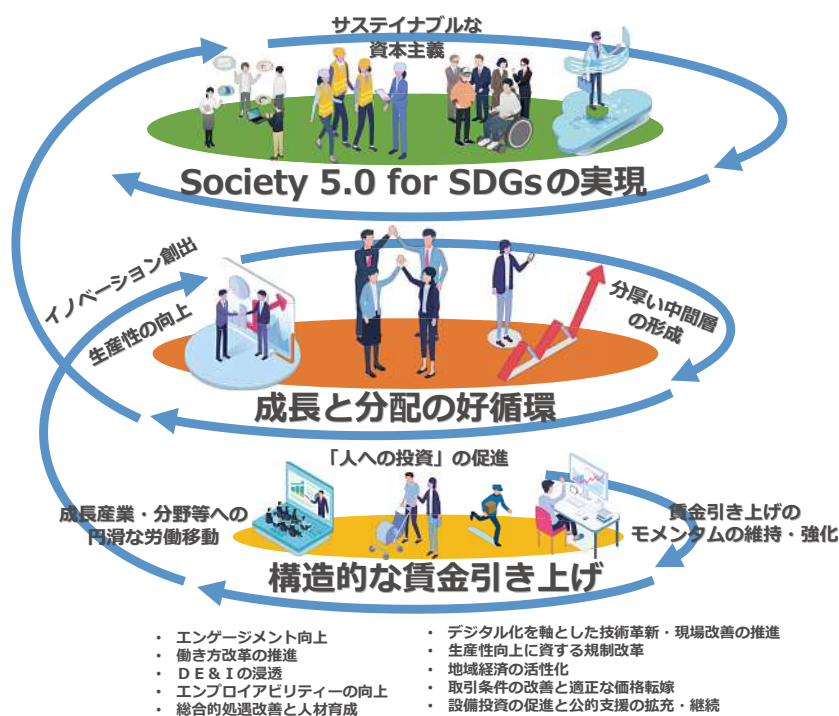 サステイナブルな
資本主義
Society 5.0 for SDGsの実現
イノベーション創出
生産性の向上
分厚い中間層
の形成
成長と分配の好循環
「人への投資」の促進
成長産業・分野等への
円滑な労働移動
賃金引き上げの
モメンタムの維持・強化
構造的な賃金引き上げ
・ エンゲージメント向上
・ 働き方改革の推進
・ DE&Iの浸透
・ エンプロイアビリティーの向上
・ 総合的処遇改善と人材育成
・ デジタル化を軸とした技術革新・現場改善の推進
・ 生産性向上に資する規制改革
・ 地域経済の活性化
・ 取引条件の改善と適正な価格転嫁
・ 設備投資の促進と公的支援の拡充・継続